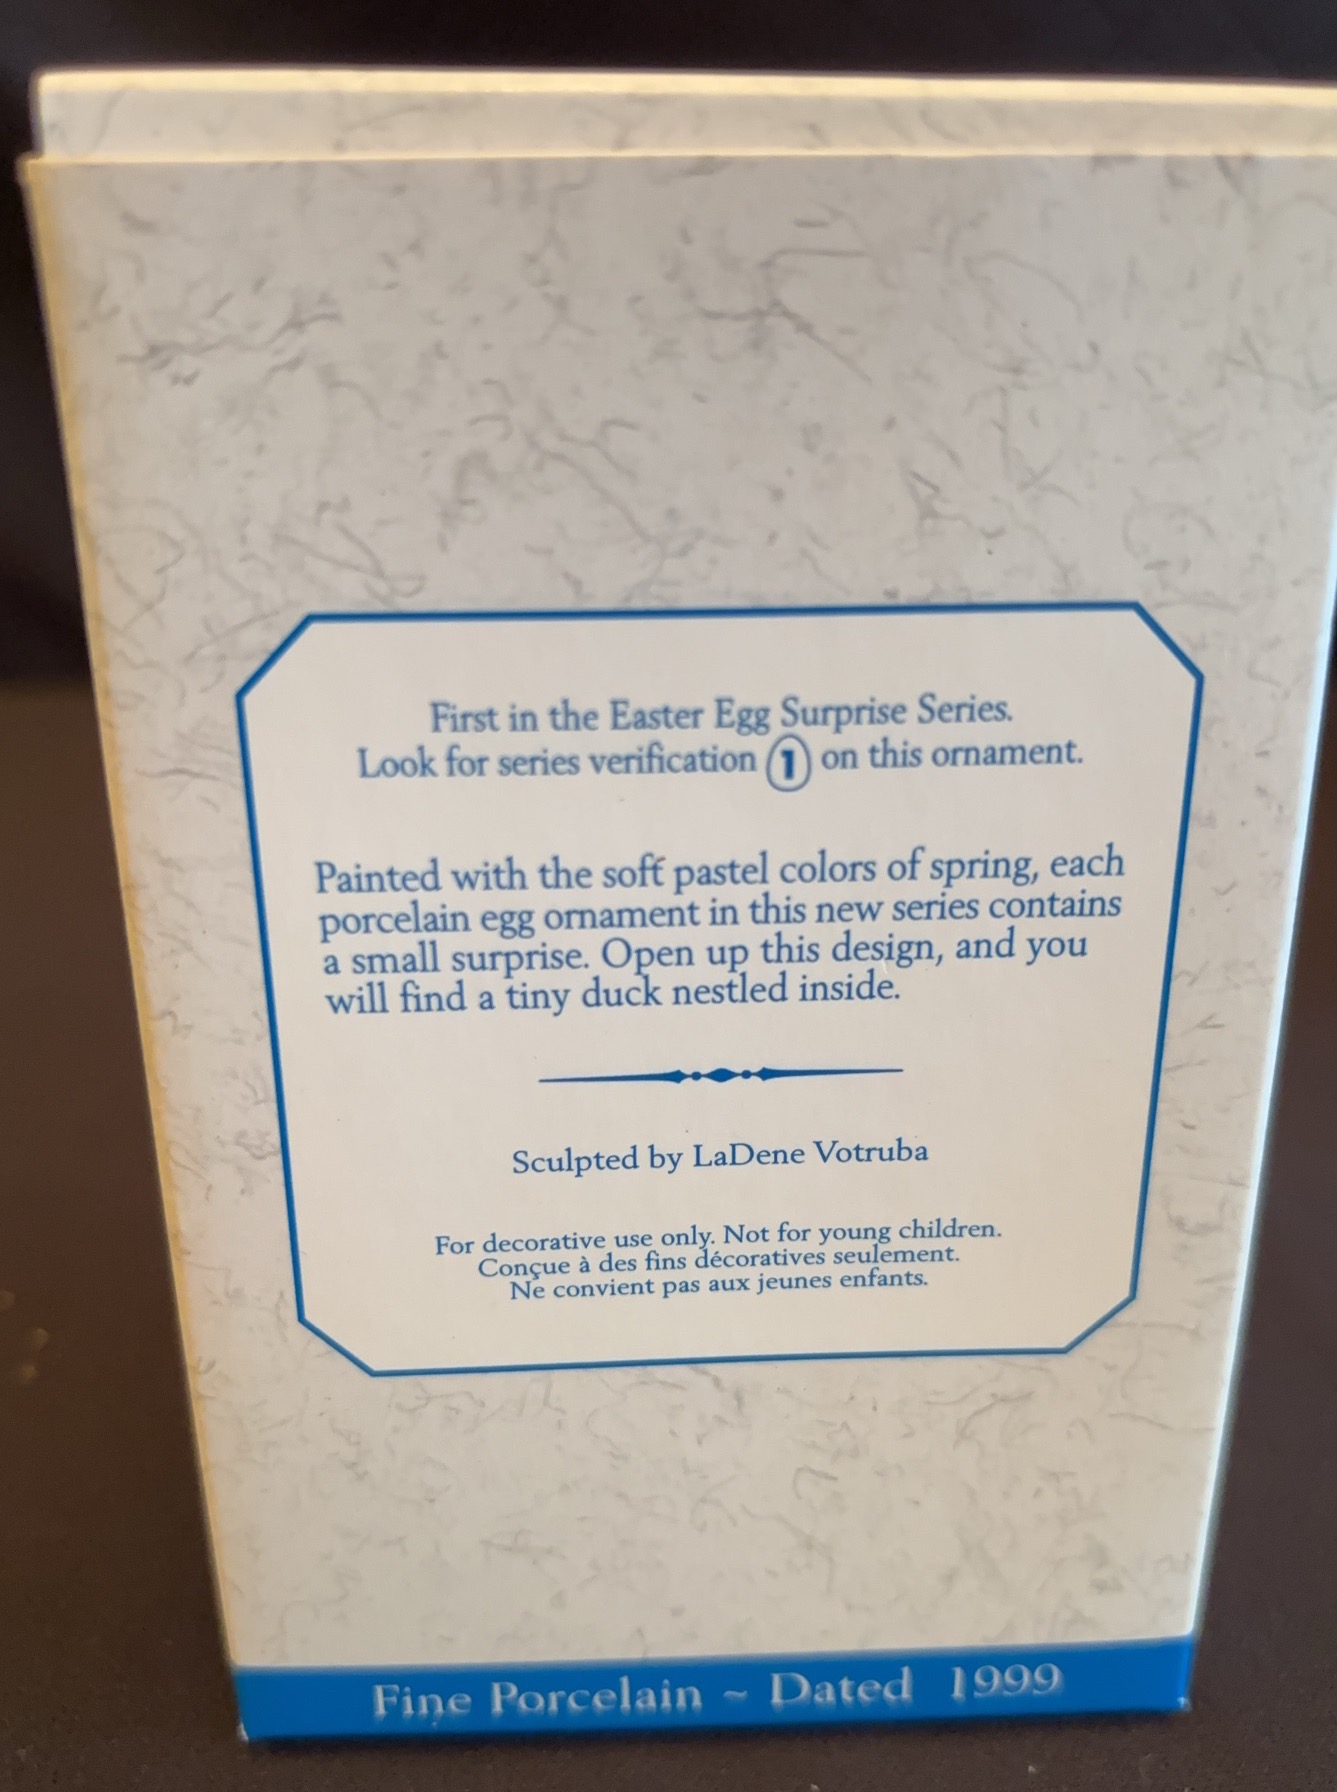 First in the Easter Egg Surprise Series.
Look for series verification 1 on this ornament.
Painted with the soft pastel colors of spring, each
porcelain egg ornament in this new series contains
a small surprise. Open up this design, and you
will find a tiny duck nestled inside.
Sculpted by LaDene Votruba
For decorative use only. Not for young children.
Conçue à des fins décoratives seulement.
Ne convient pas aux jeunes enfants.
Fine Porcelain ~ Dated 1999